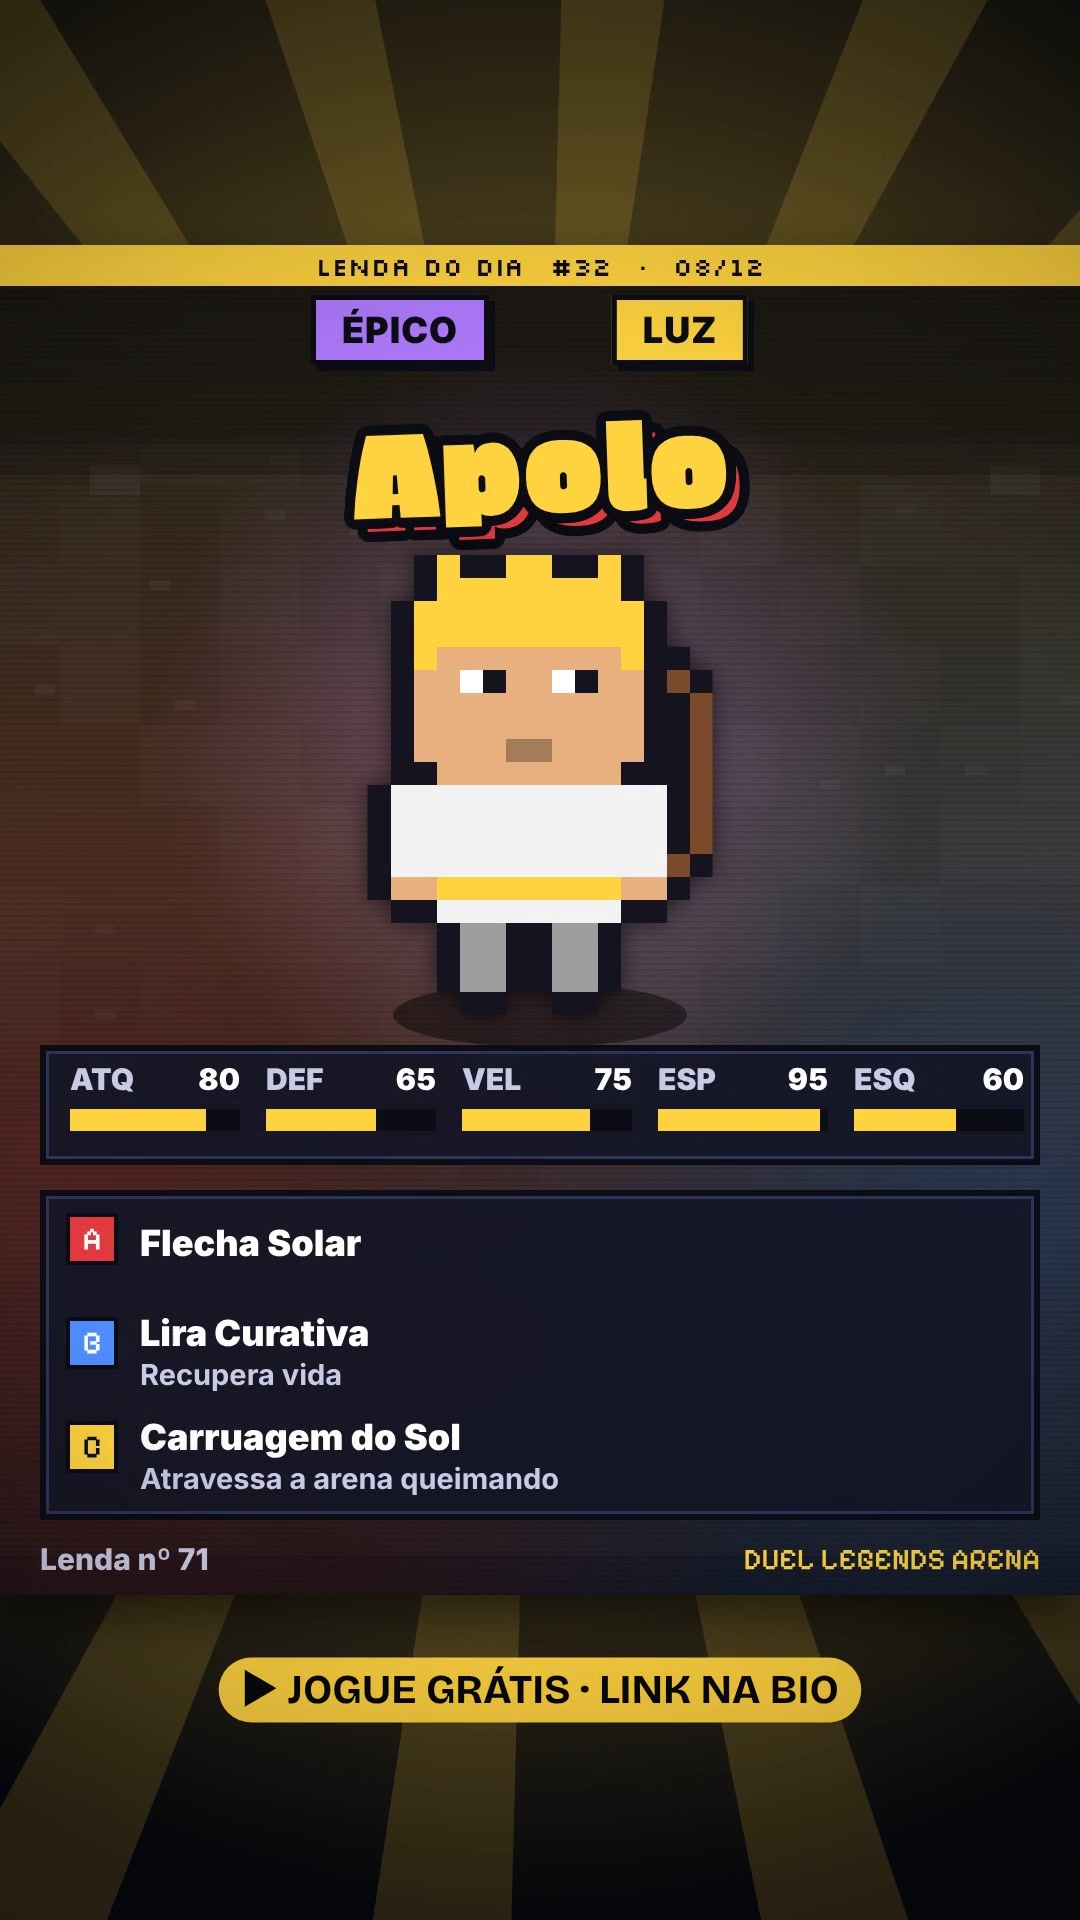 LENDA DO DIA #32 · 08/12
ÉPICO LUZ
Apolo
ATQ 80 DEF 65 VEL 75 ESP 95 ESQ 60
A Flecha Solar
B Lira Curativa
Recupera vida
C Carruagem do Sol
Atravessa a arena queimando
Lenda nº 71 DUEL LEGENDS ARENA
▶ JOGUE GRÁTIS · LINK NA BIO